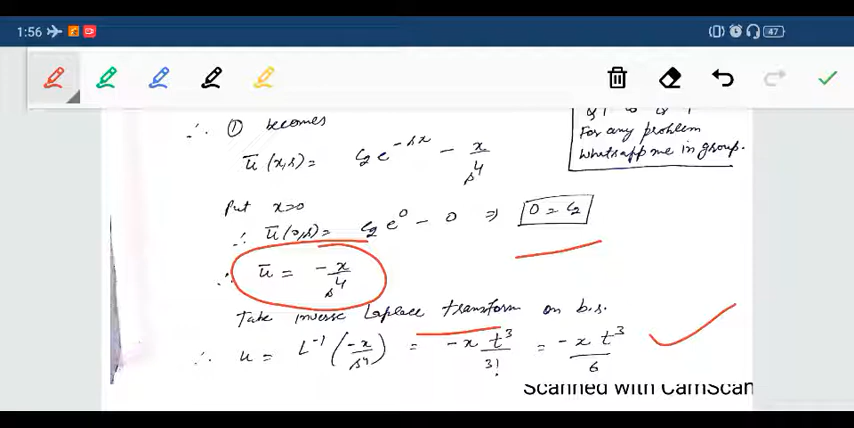 1:56
47
∴ ① becomes
For any problem
Whatsapp me in group.
ū(x,s) = c₂e^-sx - x/s⁴
Put x=0
∴ ū(0,s) = c₂e⁰ - 0 ⇒ 0 = c₂
∴ ū = -x/s⁴
Take inverse Laplace transform on b.s.
∴ u = L⁻¹(-x/s⁴) = -x t³/3! = -x t³/6
Scanned with CamScan